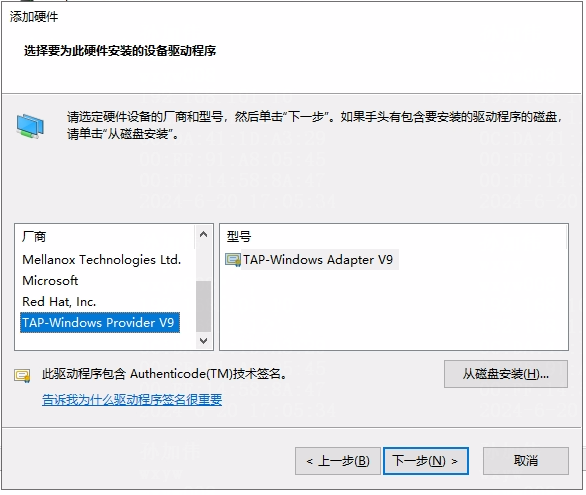 添加硬件
选择要为此硬件安装的设备驱动程序
请选定硬件设备的厂商和型号，然后单击“下一步”。如果手头有包含要安装的驱动程序的磁盘，
请单击“从磁盘安装”。
厂商
Mellanox Technologies Ltd.
Microsoft
Red Hat, Inc.
TAP-Windows Provider V9
型号
TAP-Windows Adapter V9
此驱动程序包含 Authenticode(TM)技术签名。
告诉我为什么驱动程序签名很重要
从磁盘安装(H)...
< 上一步(B)
下一步(N) >
取消